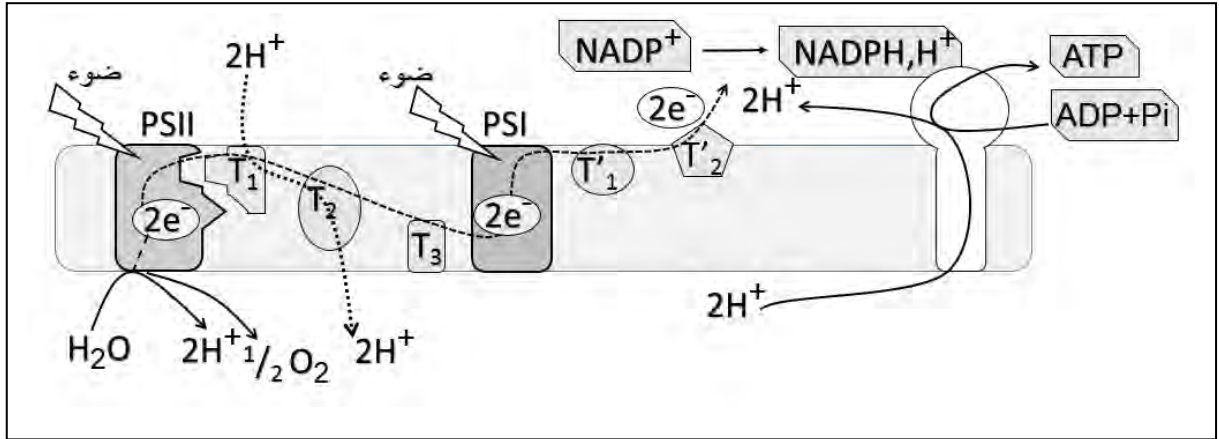 NADP⁺
NADPH,H⁺
ATP
ADP+Pi
ضوء
2H⁺
ضوء
PSII
PSI
2e⁻
2H⁺
T₁
T₂
T₃
T'₁
T'₂
2e⁻
2e⁻
2H⁺
H₂O
2H⁺
1/2 O₂
2H⁺